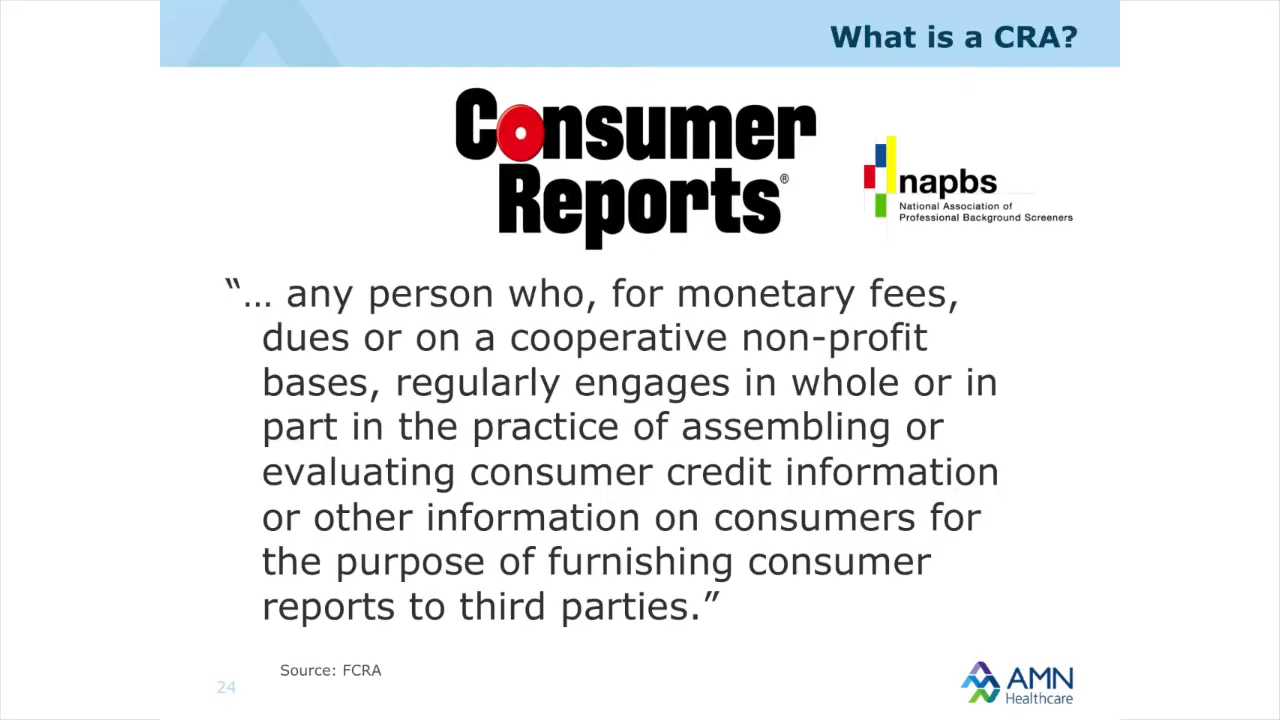 What is a CRA?
Consumer
Reports®
napbs
National Association of
Professional Background Screeners
“… any person who, for monetary fees,
dues or on a cooperative non-profit
bases, regularly engages in whole or in
part in the practice of assembling or
evaluating consumer credit information
or other information on consumers for
the purpose of furnishing consumer
reports to third parties.”
Source: FCRA
24
AMN
Healthcare